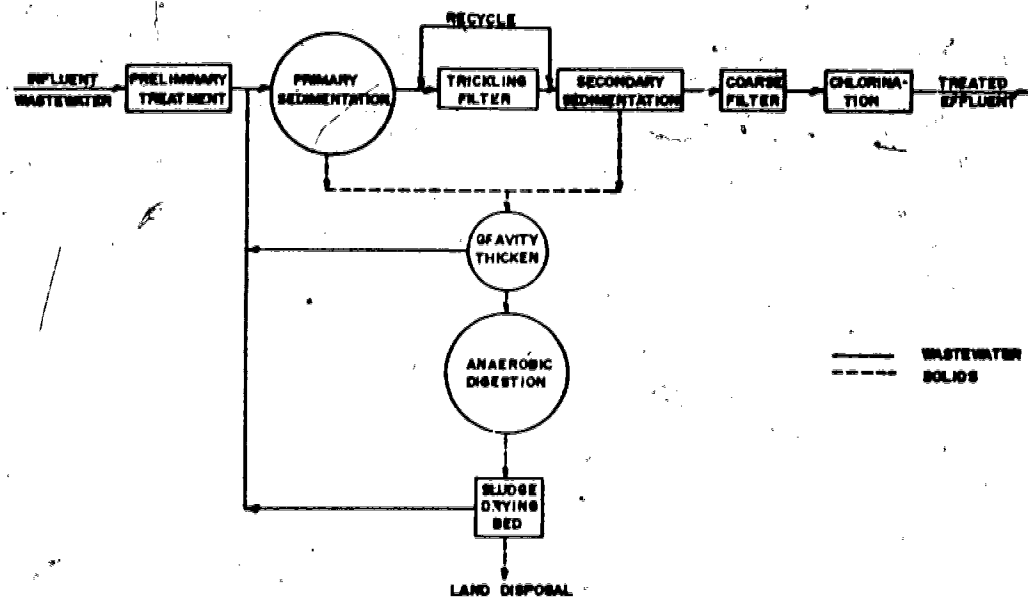 RECYCLE
INFLUENT
WASTEWATER
PRELIMINARY
TREATMENT
PRIMARY
SEDIMENTATION
TRICKLING
FILTER
SECONDARY
SEDIMENTATION
COARSE
FILTER
CHLORINA-
TION
TREATED
EFFLUENT
GRAVITY
THICKEN
ANAEROBIC
DIGESTION
WASTEWATER
SOLIDS
SLUDGE
DRYING
BED
LAND DISPOSAL